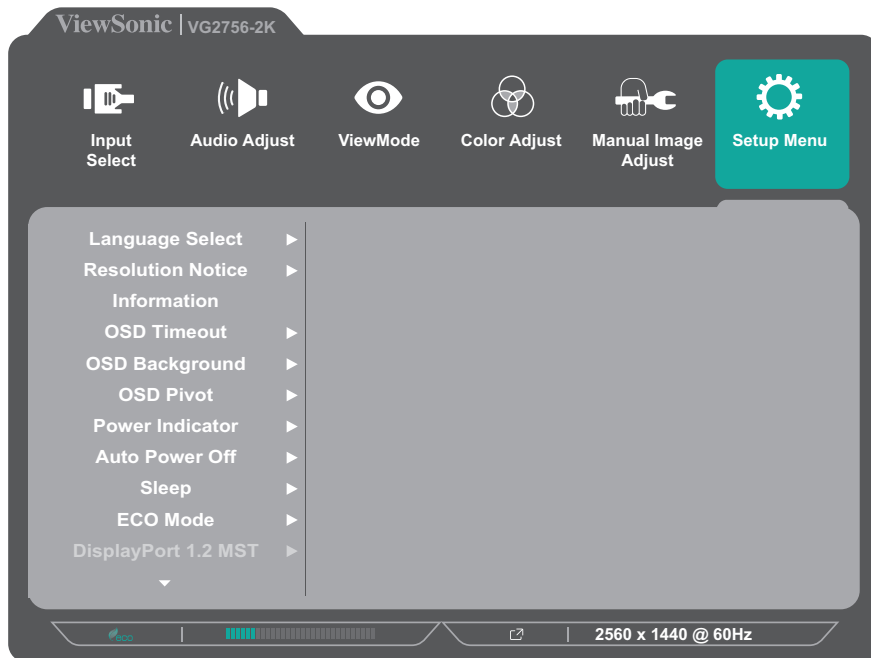 ViewSonic | VG2756-2K
Input
Select
Audio Adjust
ViewMode
Color Adjust
Manual Image
Adjust
Setup Menu
Language Select
Resolution Notice
Information
OSD Timeout
OSD Background
OSD Pivot
Power Indicator
Auto Power Off
Sleep
ECO Mode
DisplayPort 1.2 MST
eco
2560 x 1440 @ 60Hz